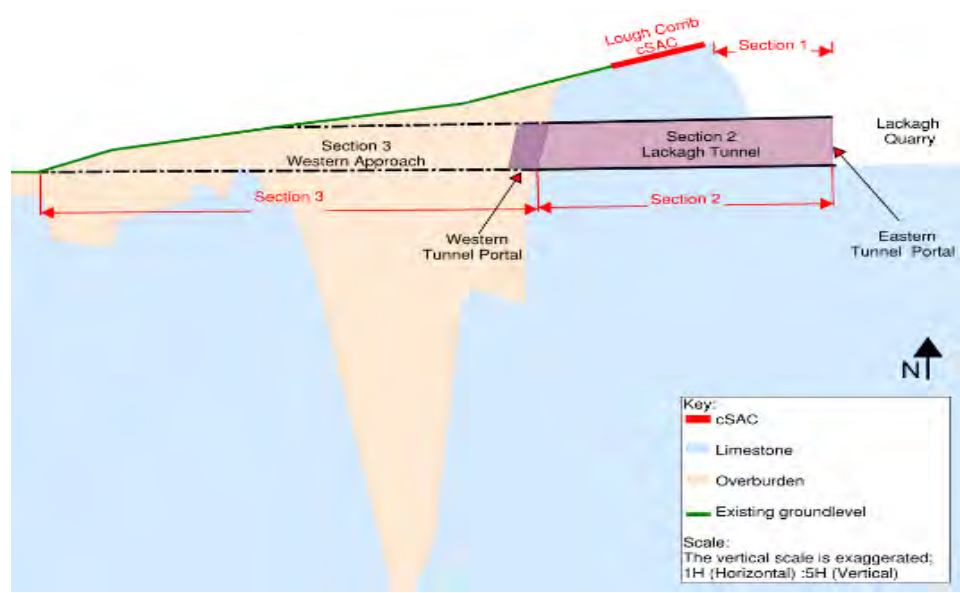 Lough Comb
cSAC
Section 1
Section 3
Western Approach
Section 2
Lackagh Tunnel
Lackagh
Quarry
Section 3
Section 2
Western
Tunnel Portal
Eastern
Tunnel Portal
N
Key:
cSAC
Limestone
Overburden
Existing groundlevel
Scale:
The vertical scale is exaggerated;
1H (Horizontal) :5H (Vertical)